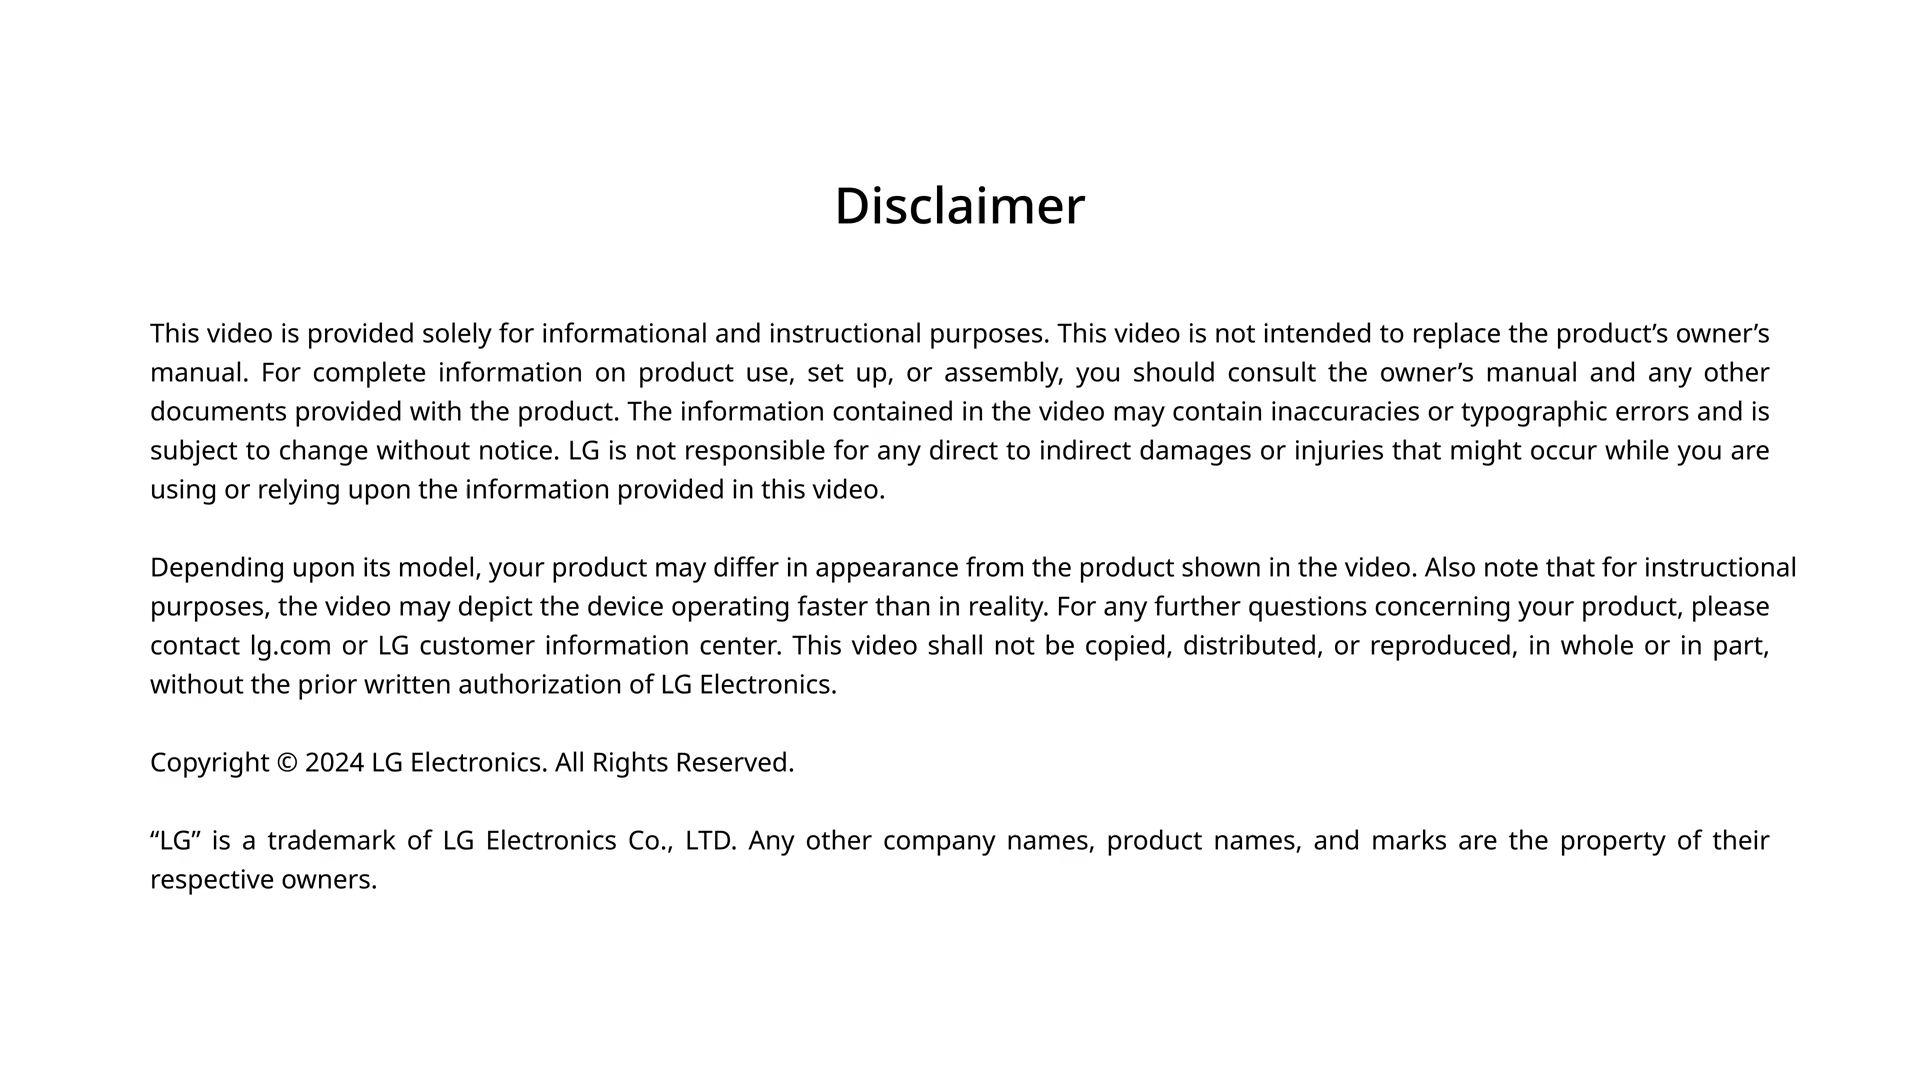 Disclaimer
This video is provided solely for informational and instructional purposes. This video is not intended to replace the product’s owner’s
manual. For complete information on product use, set up, or assembly, you should consult the owner’s manual and any other
documents provided with the product. The information contained in the video may contain inaccuracies or typographic errors and is
subject to change without notice. LG is not responsible for any direct to indirect damages or injuries that might occur while you are
using or relying upon the information provided in this video.
Depending upon its model, your product may differ in appearance from the product shown in the video. Also note that for instructional
purposes, the video may depict the device operating faster than in reality. For any further questions concerning your product, please
contact lg.com or LG customer information center. This video shall not be copied, distributed, or reproduced, in whole or in part,
without the prior written authorization of LG Electronics.
Copyright © 2024 LG Electronics. All Rights Reserved.
“LG” is a trademark of LG Electronics Co., LTD. Any other company names, product names, and marks are the property of their
respective owners.